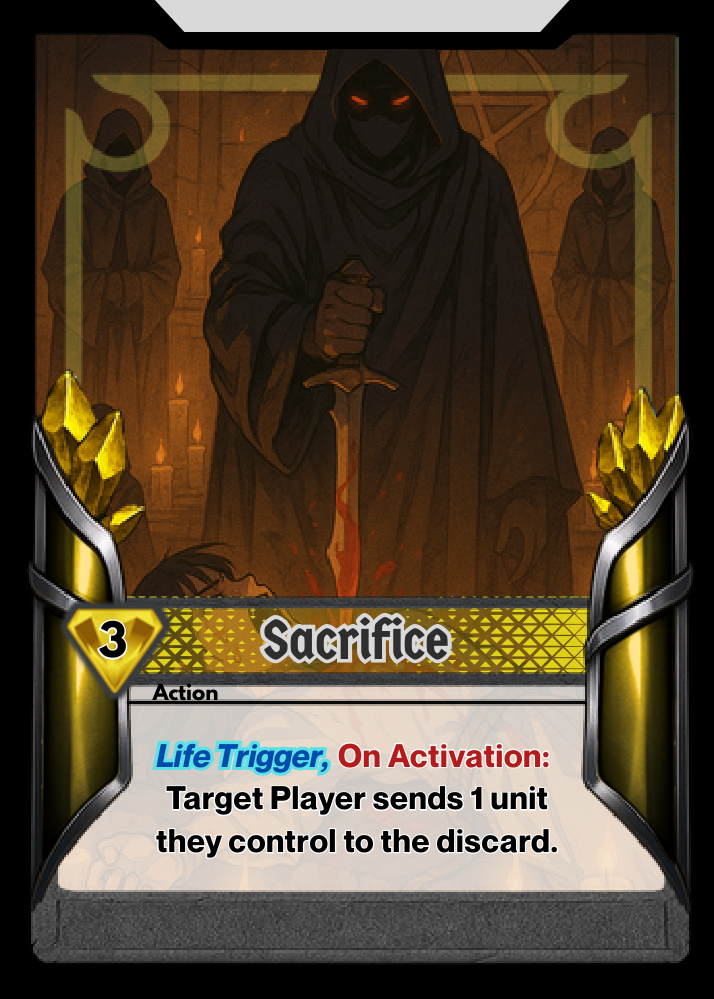 3
Sacrifice
Action
Life Trigger, On Activation:
Target Player sends 1 unit
they control to the discard.